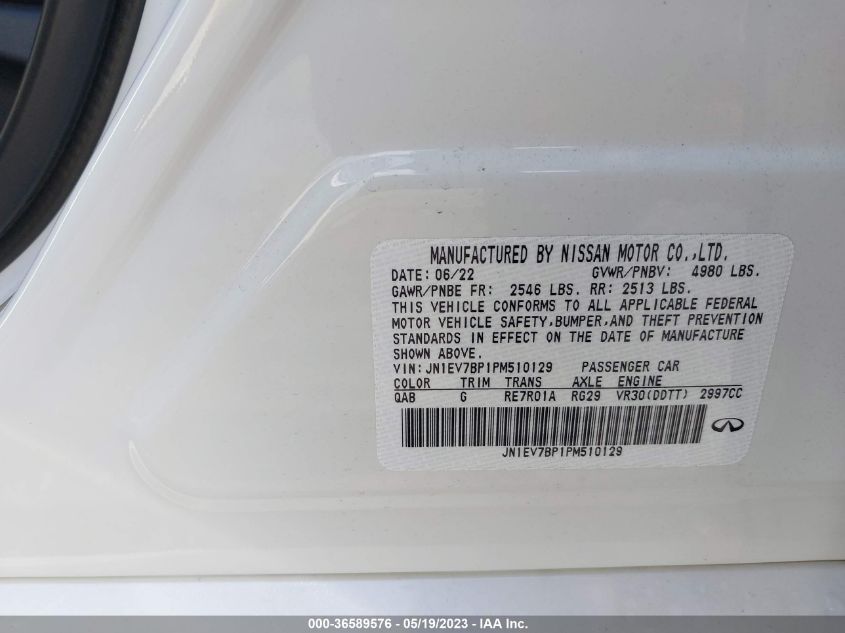 MANUFACTURED BY NISSAN MOTOR CO.,LTD.
DATE: 06/22 GVWR/PNBV: 4980 LBS.
GAWR/PNBE FR: 2546 LBS. RR: 2513 LBS.
THIS VEHICLE CONFORMS TO ALL APPLICABLE FEDERAL
MOTOR VEHICLE SAFETY,BUMPER,AND THEFT PREVENTION
STANDARDS IN EFFECT ON THE DATE OF MANUFACTURE
SHOWN ABOVE.
VIN:JN1EV7BP1PM510129 PASSENGER CAR
COLOR TRIM TRANS AXLE ENGINE
QAB G RE7R01A RG29 VR30(DDTT) 2997CC
JN1EV7BP1PM510129
000-36589576 - 05/19/2023 - IAA Inc.